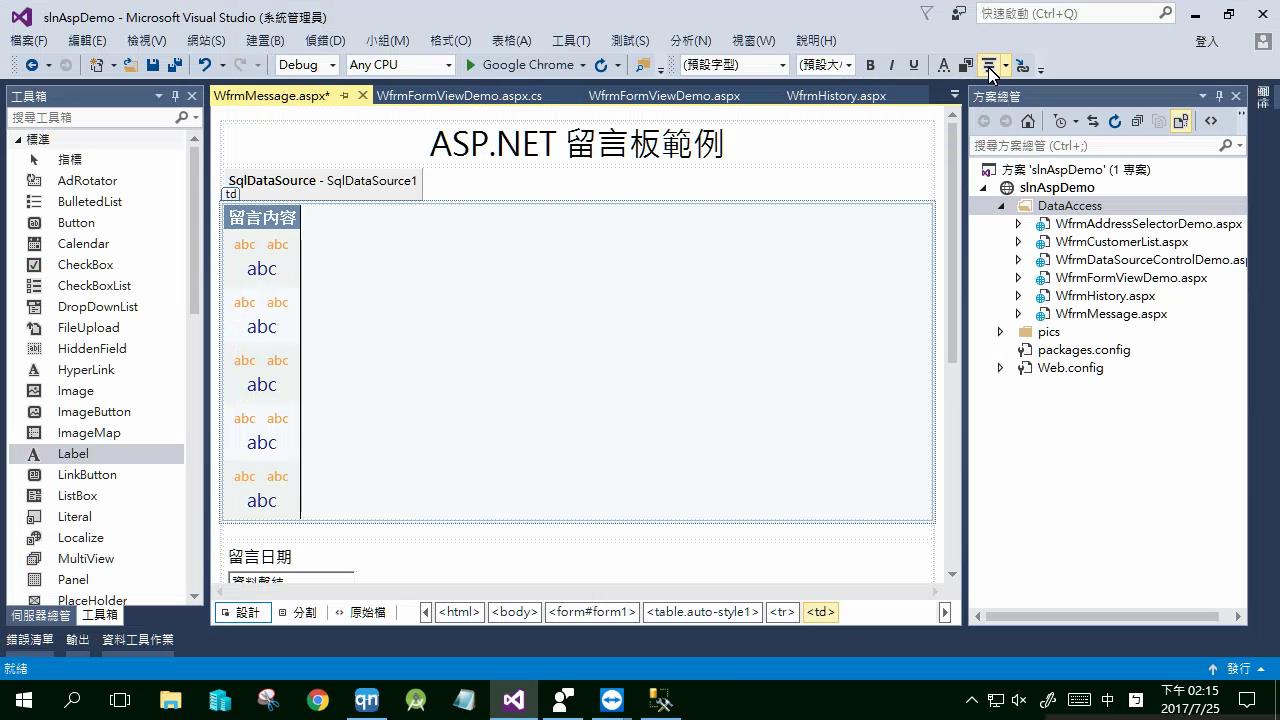 slnAspDemo - Microsoft Visual Studio (系統管理員)
快速啟動 (Ctrl+Q)
檔案(F) 編輯(E) 檢視(V) 網站(S) 建置(B) 偵錯(D) 小組(M) 格式(O) 表格(A) 工具(T) 測試(S) 分析(N) 視窗(W) 說明(H)
登入
Debug Any CPU Google Chrome (預設字型) (預設大 B I U A
工具箱
搜尋工具箱
標準
指標
AdRotator
BulletedList
Button
Calendar
CheckBox
CheckBoxList
DropDownList
FileUpload
HiddenField
HyperLink
Image
ImageButton
ImageMap
Label
LinkButton
ListBox
Literal
Localize
MultiView
Panel
PlaceHolder
伺服器總管 工具箱
WfrmMessage.aspx* WfrmFormViewDemo.aspx.cs WfrmFormViewDemo.aspx WfrmHistory.aspx
ASP.NET 留言板範例
SqlDataSource - SqlDataSource1
td
留言內容
abc abc
abc
abc abc
abc
abc abc
abc
abc abc
abc
abc abc
abc
留言日期
資料繫結
設計 分割 原始檔 <html> <body> <form#form1> <table.auto-style1> <tr> <td>
方案總管
搜尋方案總管 (Ctrl+;)
方案 'slnAspDemo' (1 專案)
slnAspDemo
DataAccess
WfrmAddressSelectorDemo.aspx
WfrmCustomerList.aspx
WfrmDataSourceControlDemo.asp
WfrmFormViewDemo.aspx
WfrmHistory.aspx
WfrmMessage.aspx
pics
packages.config
Web.config
錯誤清單 輸出 資料工具作業
就緒
發行
qn
中
下午 02:15
2017/7/25